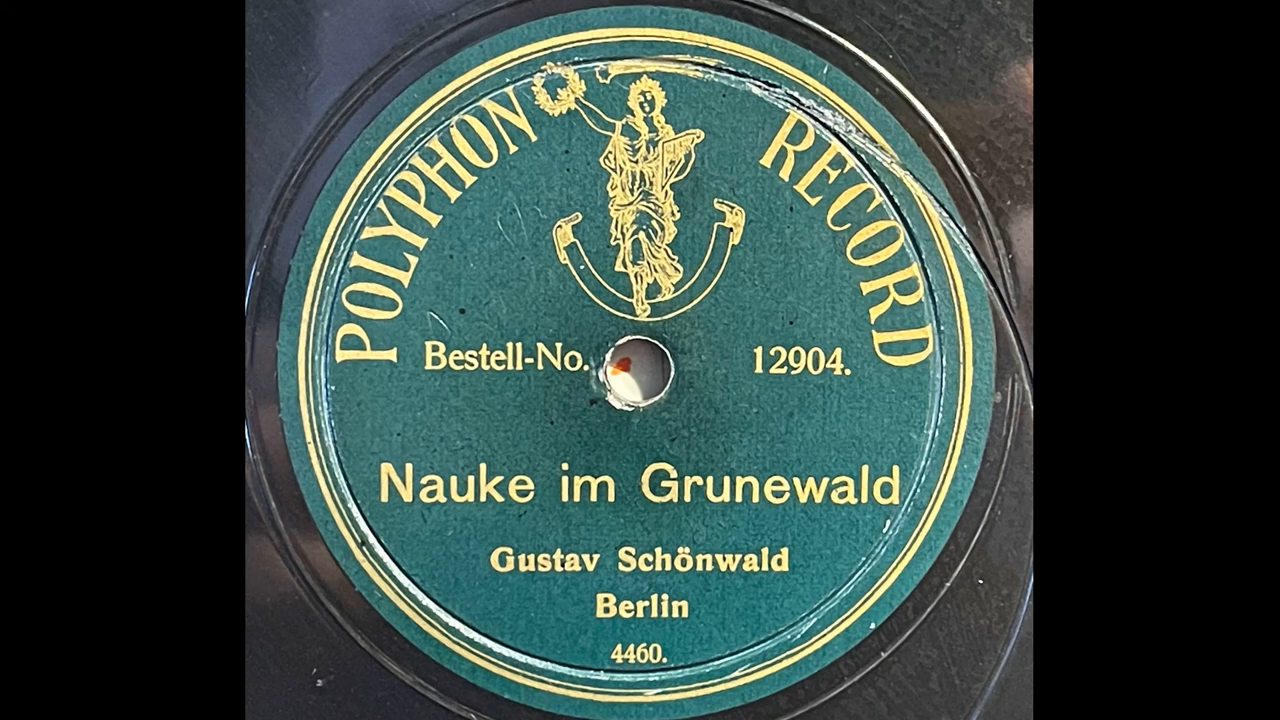 POLYPHON RECORD
Bestell-No. 12904.
Nauke im Grunewald
Gustav Schönwald
Berlin
4460.